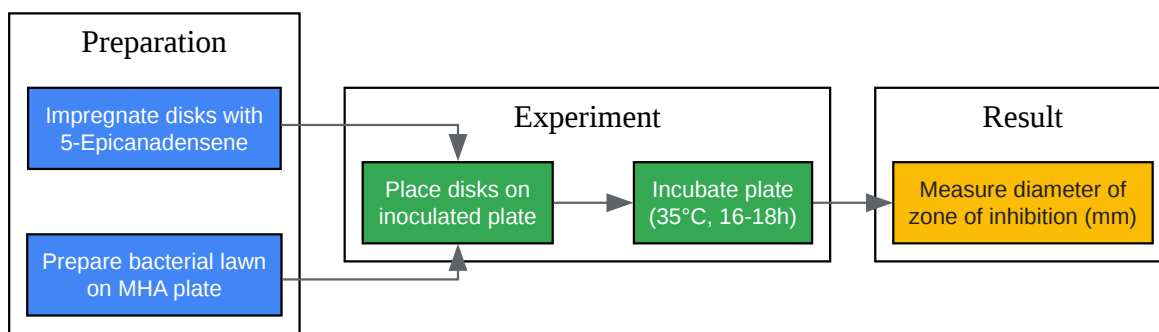 Preparation
Impregnate disks with
5-Epicanadensene
Prepare bacterial lawn
on MHA plate
Experiment
Place disks on
inoculated plate
Incubate plate
(35°C, 16-18h)
Result
Measure diameter of
zone of inhibition (mm)